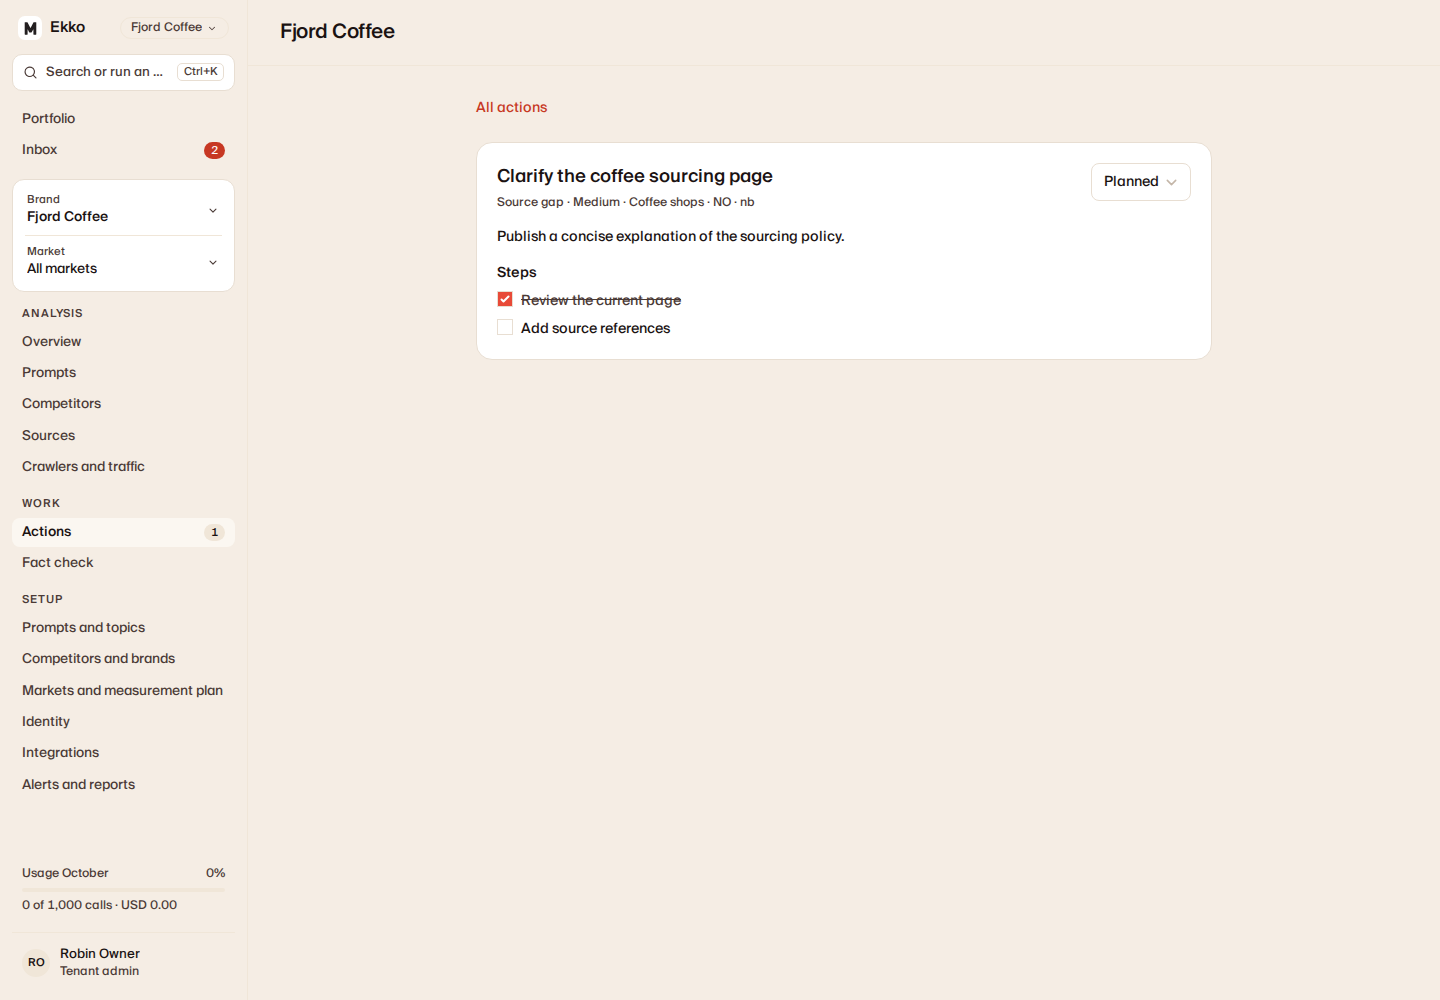 Ekko
Fjord Coffee
Search or run an ...
Ctrl+K
Portfolio
Inbox
2
Brand
Fjord Coffee
Market
All markets
ANALYSIS
Overview
Prompts
Competitors
Sources
Crawlers and traffic
WORK
Actions
1
Fact check
SETUP
Prompts and topics
Competitors and brands
Markets and measurement plan
Identity
Integrations
Alerts and reports
Usage October
0%
0 of 1,000 calls · USD 0.00
RO
Robin Owner
Tenant admin
Fjord Coffee
All actions
Clarify the coffee sourcing page
Planned
Source gap · Medium · Coffee shops · NO · nb
Publish a concise explanation of the sourcing policy.
Steps
Review the current page
Add source references